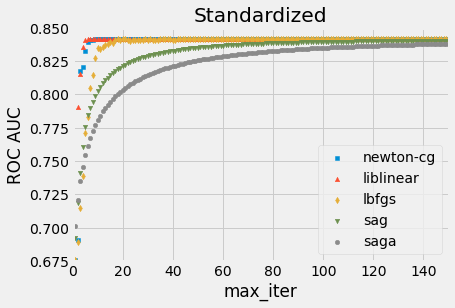 Standardized
ROC AUC
0.850
0.825
0.800
0.775
0.750
0.725
0.700
0.675
0 20 40 60 80 100 120 140
max_iter
newton-cg
liblinear
lbfgs
sag
saga